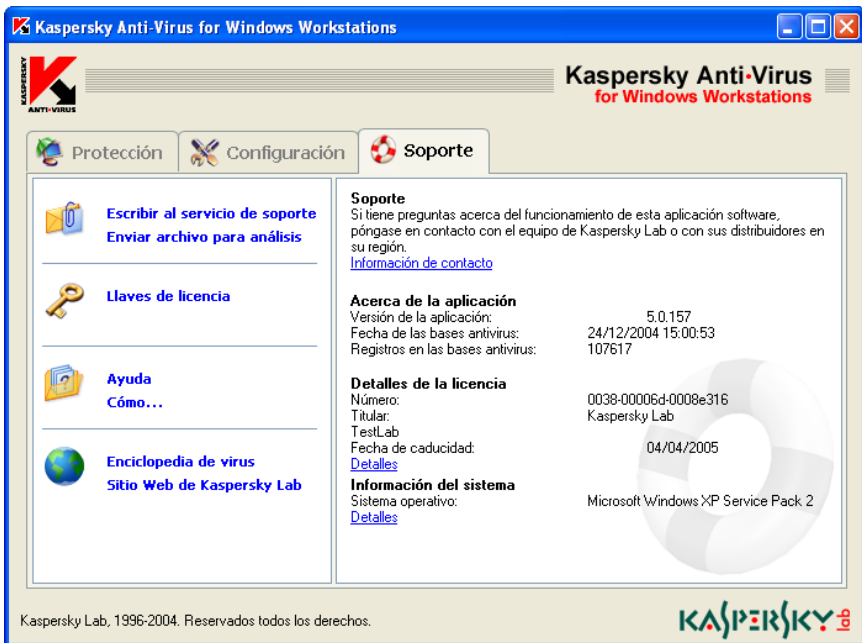 Kaspersky Anti-Virus for Windows Workstations
KASPERSKY
ANTI-VIRUS
Kaspersky Anti•Virus
for Windows Workstations
Protección
Configuración
Soporte
Escribir al servicio de soporte
Enviar archivo para análisis
Llaves de licencia
Ayuda
Cómo...
Enciclopedia de virus
Sitio Web de Kaspersky Lab
Soporte
Si tiene preguntas acerca del funcionamiento de esta aplicación software,
póngase en contacto con el equipo de Kaspersky Lab o con sus distribuidores en
su región.
Información de contacto
Acerca de la aplicación
Versión de la aplicación: 5.0.157
Fecha de las bases antivirus: 24/12/2004 15:00:53
Registros en las bases antivirus: 107617
Detalles de la licencia
Número: 0038-00006d-0008e316
Titular: Kaspersky Lab
TestLab
Fecha de caducidad: 04/04/2005
Detalles
Información del sistema
Sistema operativo: Microsoft Windows XP Service Pack 2
Detalles
Kaspersky Lab, 1996-2004. Reservados todos los derechos.
KASPERSKY lab